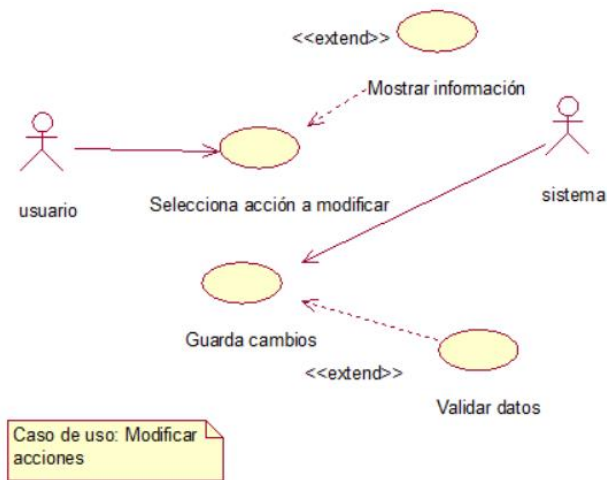 <<extend>>
Mostrar información
usuario
Selecciona acción a modificar
sistema
Guarda cambios
<<extend>>
Validar datos
Caso de uso: Modificar
acciones